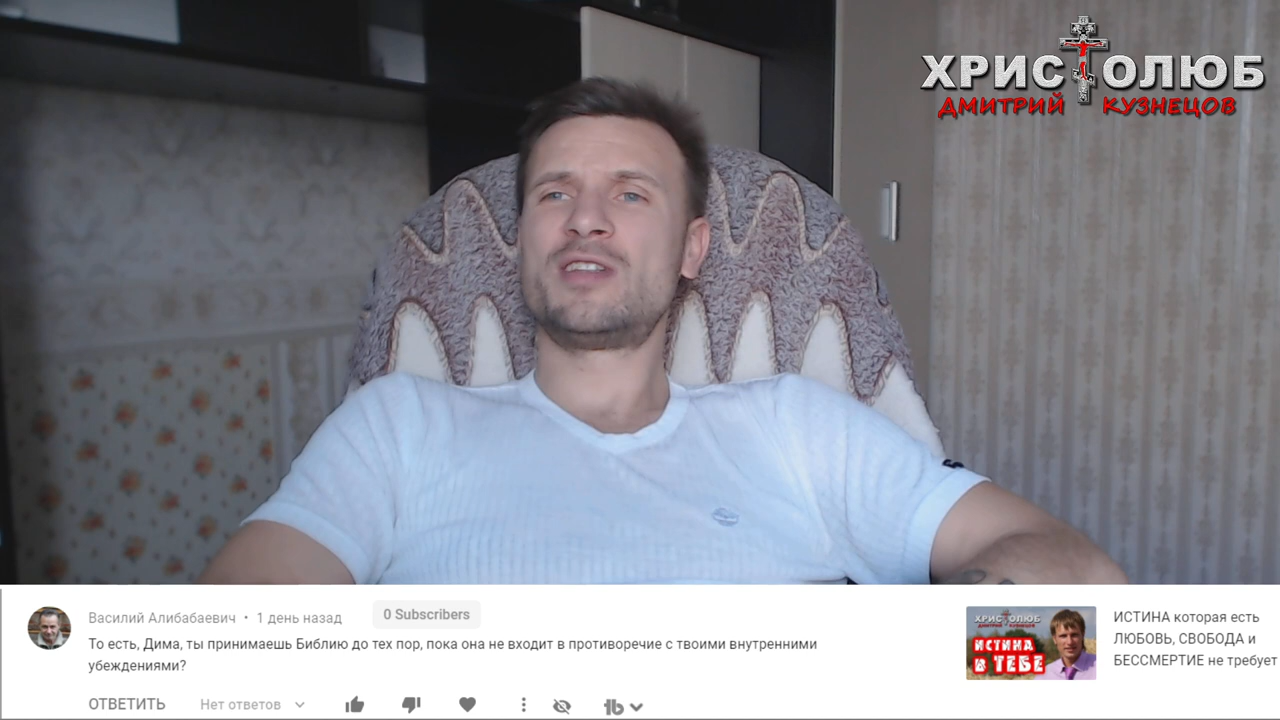 ХРИСТОЛЮБ
ДМИТРИЙ КУЗНЕЦОВ
Василий Алибабаевич • 1 день назад
0 Subscribers
То есть, Дима, ты принимаешь Библию до тех пор, пока она не входит в противоречие с твоими внутренними
убеждениями?
ОТВЕТИТЬ
Нет ответов
ХРИСТОЛЮБ
ДМИТРИЙ КУЗНЕЦОВ
ИСТИНА
В ТЕБЕ
ИСТИНА которая есть
ЛЮБОВЬ, СВОБОДА и
БЕССМЕРТИЕ не требует